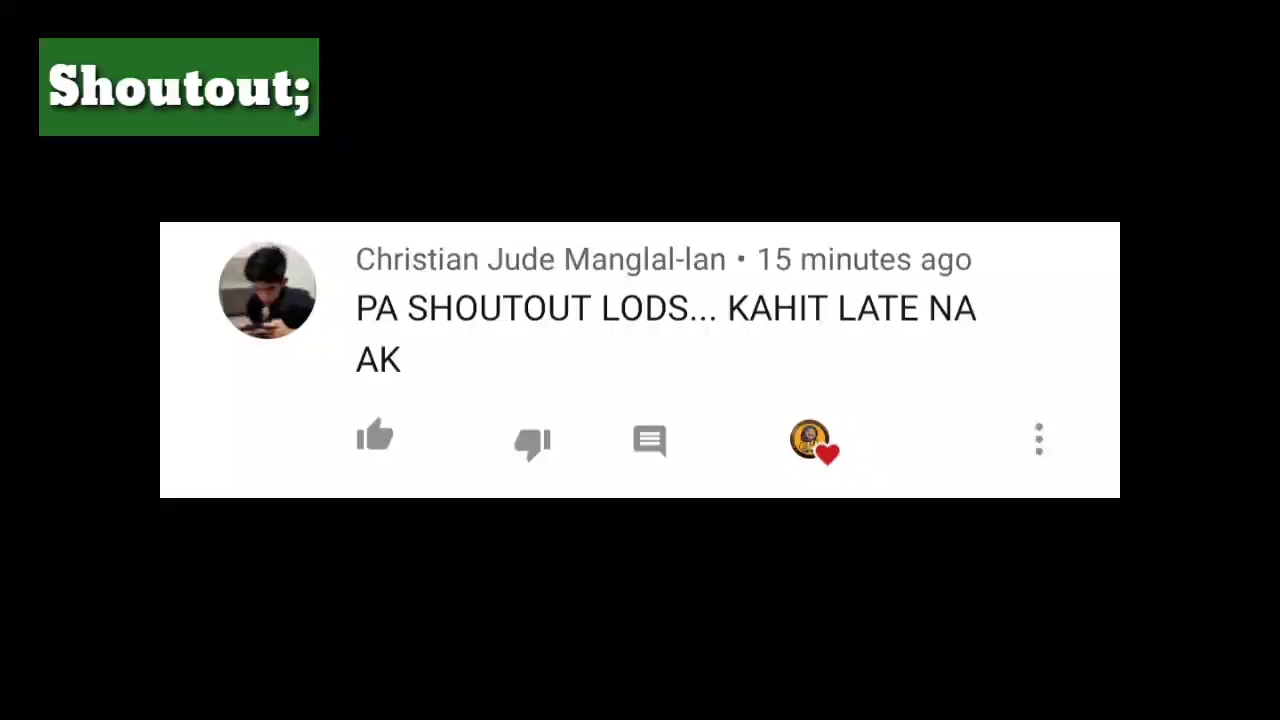 Shoutout;
Christian Jude Manglal-lan • 15 minutes ago
PA SHOUTOUT LODS... KAHIT LATE NA
AK